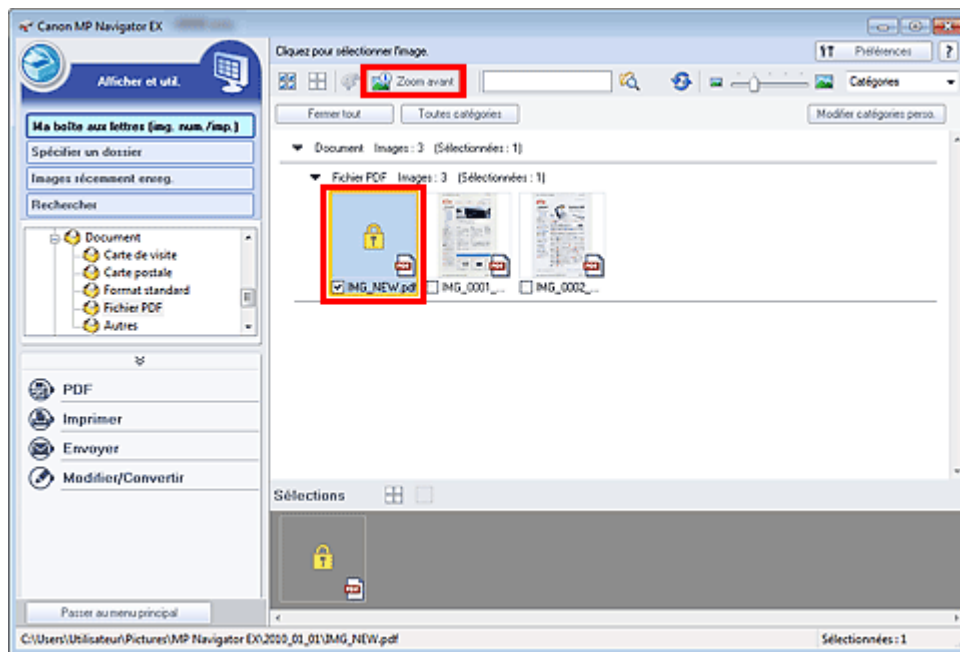 Canon MP Navigator EX
Afficher et util.
Cliquez pour sélectionner l'image.
Préférences
?
Zoom avant
Catégories
Fermer tout
Toutes catégories
Modifier catégories perso.
Ma boîte aux lettres (img. num./imp.)
Spécifier un dossier
Images récemment enreg.
Rechercher
Document
Carte de visite
Carte postale
Format standard
Fichier PDF
Autres
PDF
Imprimer
Envoyer
Modifier/Convertir
Passer au menu principal
Document Images : 3 (Sélectionnées : 1)
Fichier PDF Images : 3 (Sélectionnées : 1)
IMG_NEW.pdf
IMG_0001_...
IMG_0002_...
Sélections
C:\Users\Utilisateur\Pictures\MP Navigator EX\2010_01_01\IMG_NEW.pdf
Sélectionnées : 1